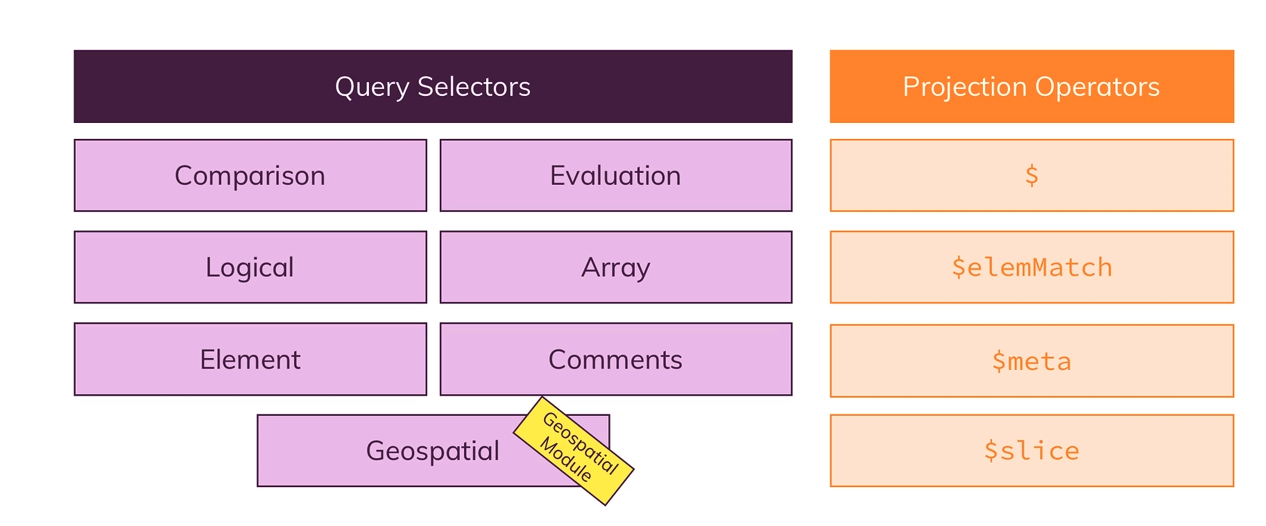 Query Selectors
Projection Operators
Comparison
Evaluation
$
Logical
Array
$elemMatch
Element
Comments
$meta
Geospatial
Geospatial
Module
$slice